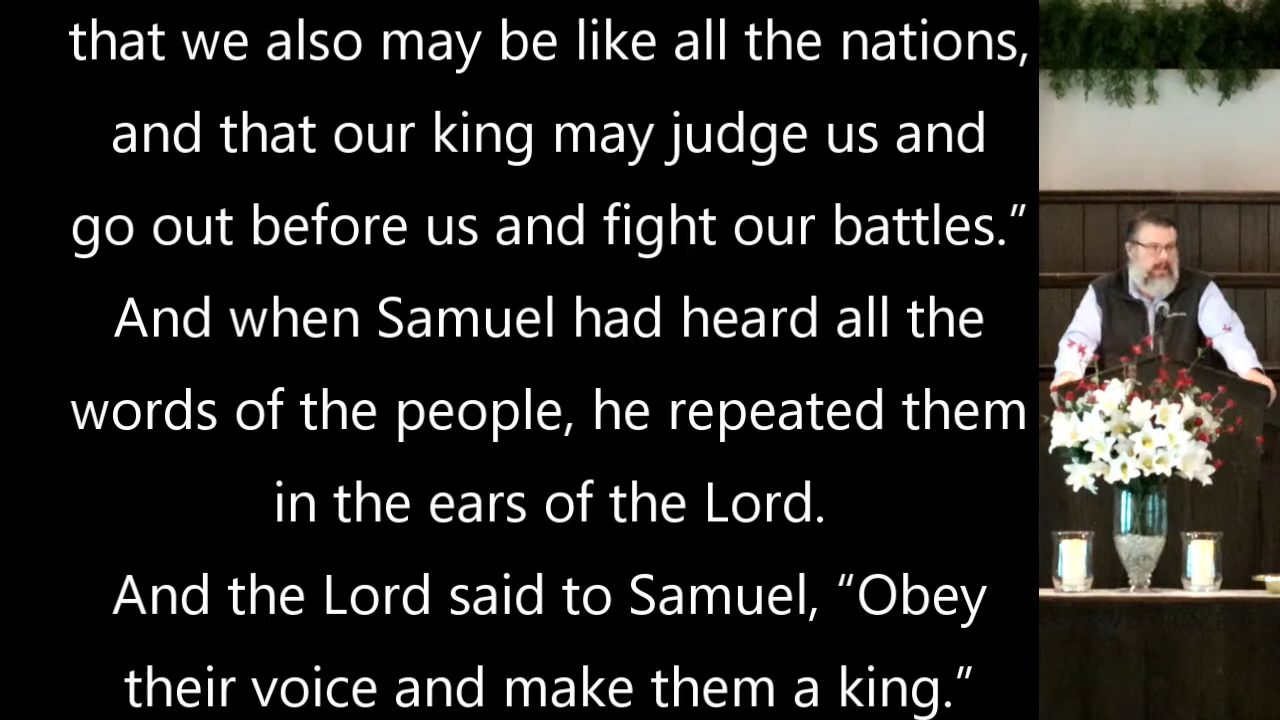 that we also may be like all the nations,
and that our king may judge us and
go out before us and fight our battles.”
And when Samuel had heard all the
words of the people, he repeated them
in the ears of the Lord.
And the Lord said to Samuel, “Obey
their voice and make them a king.”